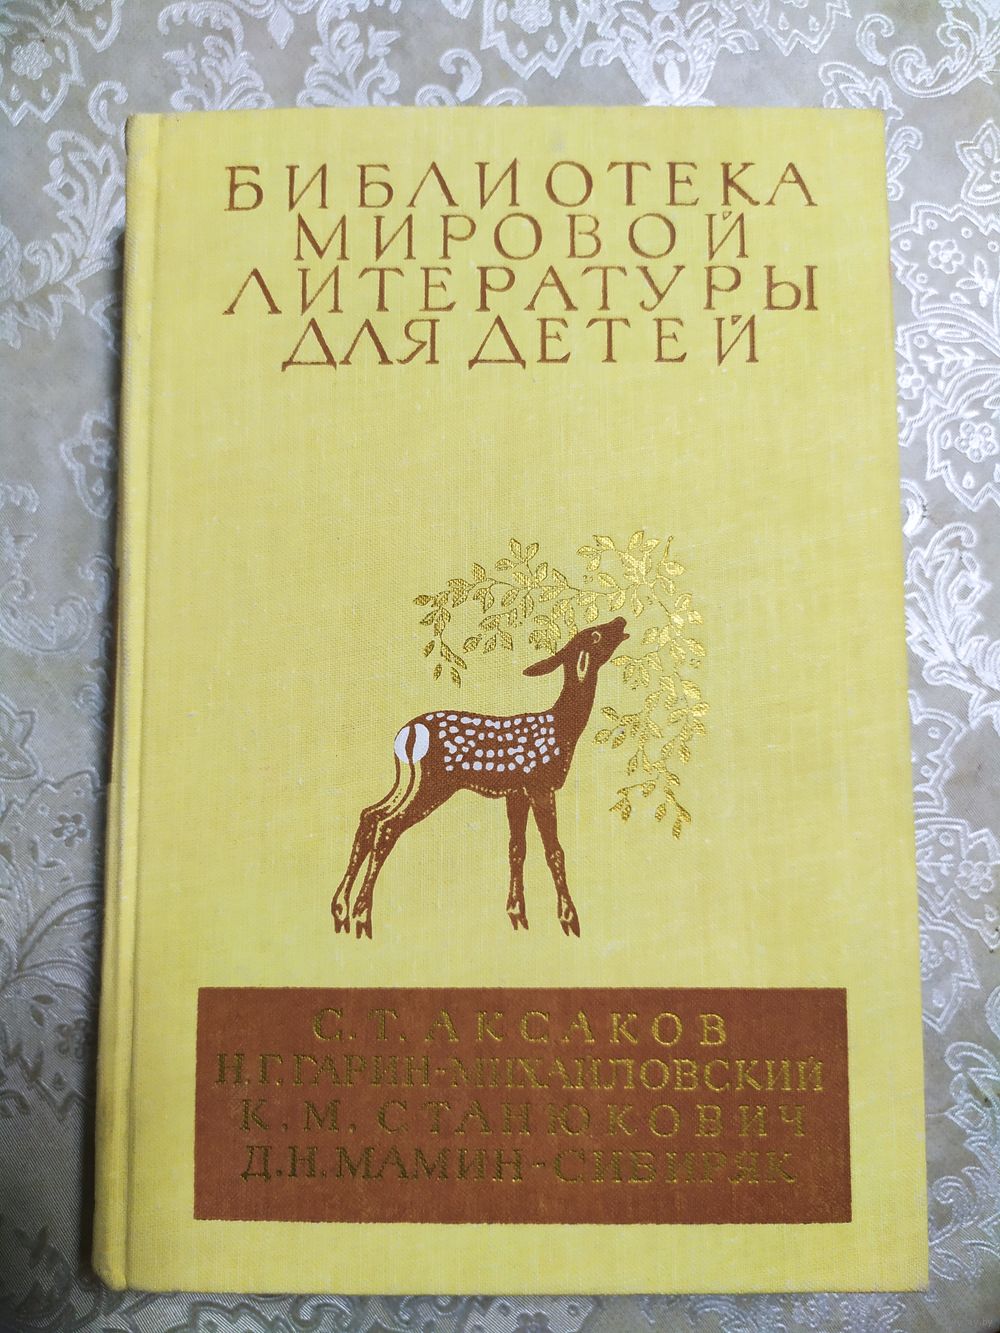 БИБЛИОТЕКА
МИРОВОЙ
ЛИТЕРАТУРЫ
ДЛЯ ДЕТЕЙ
С. Т. АКСАКОВ
Н. Г. ГАРИН-МИХАЙЛОВСКИЙ
К. М. СТАНЮКОВИЧ
Д. Н. МАМИН-СИБИРЯК